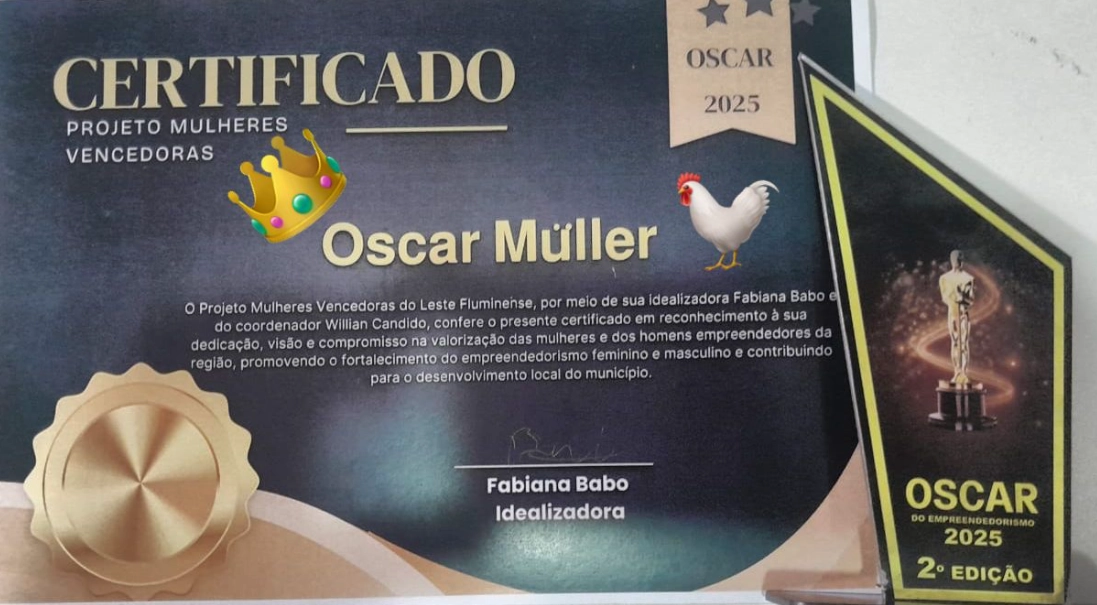 CERTIFICADO
PROJETO MULHERES
VENCEDORAS
OSCAR
2025
Oscar Müller
O Projeto Mulheres Vencedoras do Leste Fluminense, por meio de sua idealizadora Fabiana Babo e
do coordenador Willian Candido, confere o presente certificado em reconhecimento à sua
dedicação, visão e compromisso na valorização das mulheres e dos homens empreendedores da
região, promovendo o fortalecimento do empreendedorismo feminino e masculino e contribuindo
para o desenvolvimento local do município.
Fabiana Babo
Idealizadora
OSCAR
DO EMPREENDEDORISMO
2025
2º EDIÇÃO